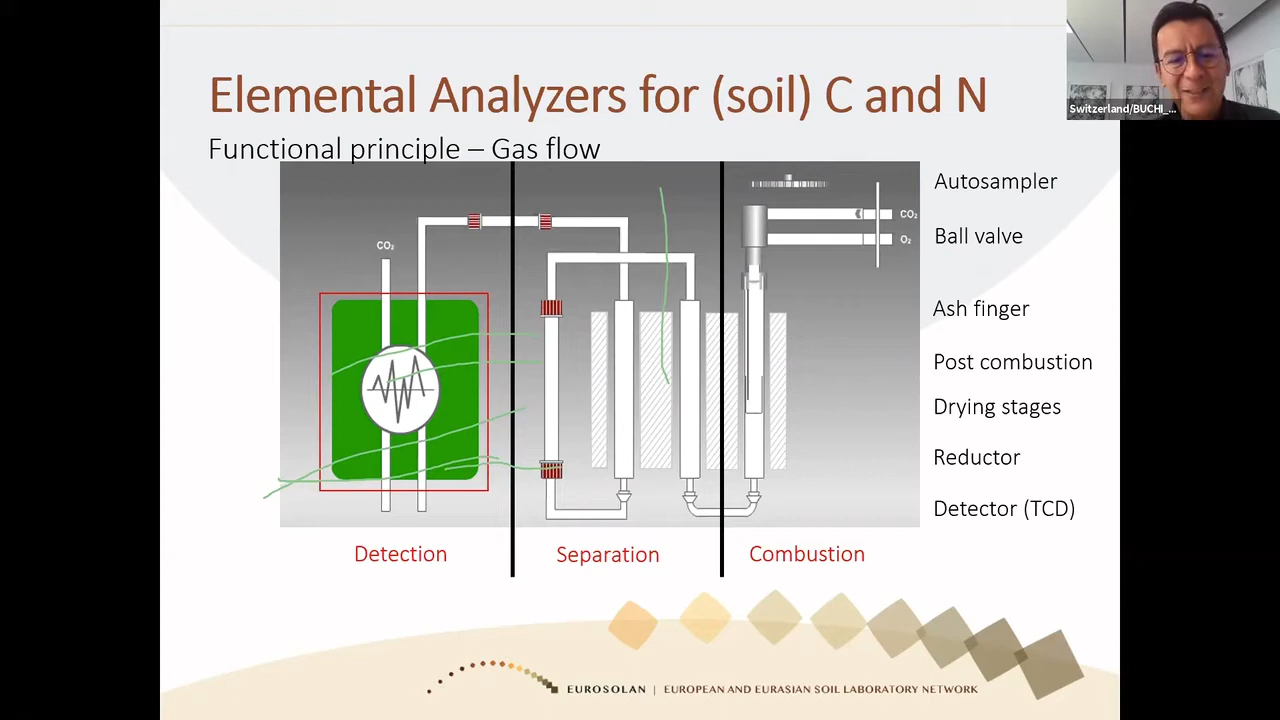 Elemental Analyzers for (soil) C and N
Switzerland/BUCHI_...
Functional principle – Gas flow
Autosampler
CO₂
Ball valve
O₂
CO₂
Ash finger
Post combustion
Drying stages
Reductor
Detector (TCD)
Detection
Separation
Combustion
EUROSOLAN | EUROPEAN AND EURASIAN SOIL LABORATORY NETWORK